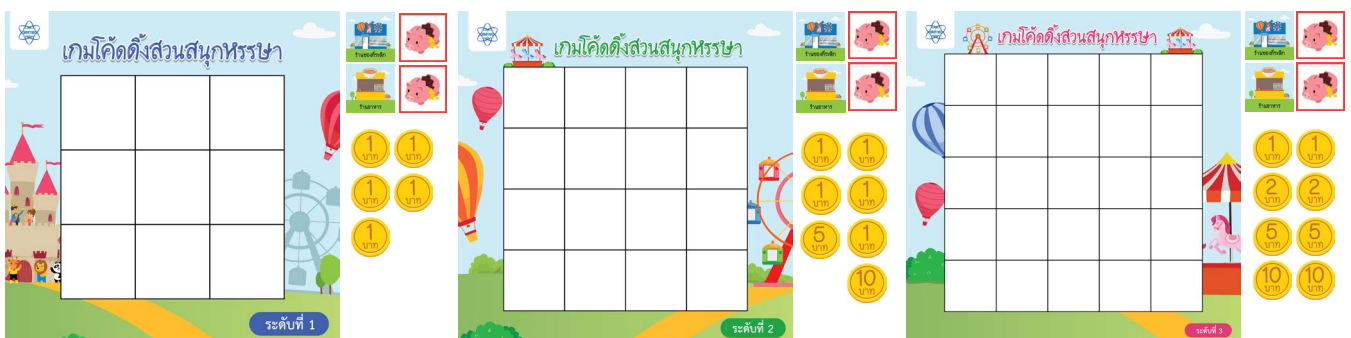 เกมโค้ดดิ้งสวนสนุกหรรษา
ระดับที่ 1
ร้านของที่ระลึก
ร้านอาหาร
1 บาท
1 บาท
1 บาท
1 บาท
1 บาท
เกมโค้ดดิ้งสวนสนุกหรรษา
ระดับที่ 2
ร้านของที่ระลึก
ร้านอาหาร
1 บาท
1 บาท
1 บาท
1 บาท
5 บาท
1 บาท
10 บาท
เกมโค้ดดิ้งสวนสนุกหรรษา
ระดับที่ 3
ร้านของที่ระลึก
ร้านอาหาร
1 บาท
1 บาท
2 บาท
2 บาท
5 บาท
5 บาท
10 บาท
10 บาท